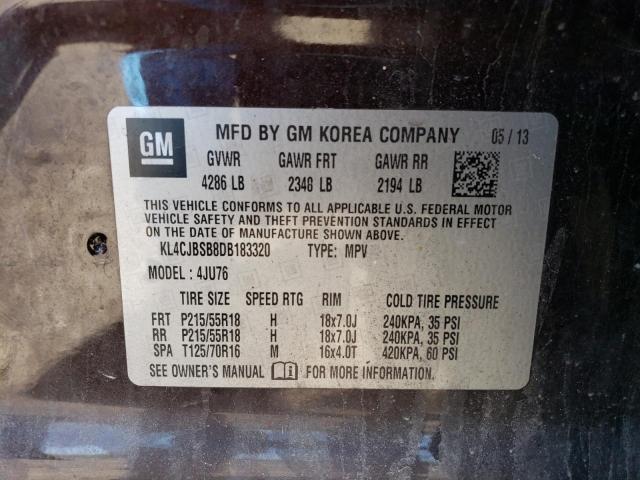 GM MFD BY GM KOREA COMPANY 05 / 13
GVWR GAWR FRT GAWR RR
4286 LB 2348 LB 2194 LB
THIS VEHICLE CONFORMS TO ALL APPLICABLE U.S. FEDERAL MOTOR
VEHICLE SAFETY AND THEFT PREVENTION STANDARDS IN EFFECT
ON THE DATE OF MANUFACTURE SHOWN ABOVE.
KL4CJBSB8DB183320 TYPE: MPV
MODEL : 4JU76
TIRE SIZE SPEED RTG RIM COLD TIRE PRESSURE
FRT P215/55R18 H 18x7.0J 240KPA, 35 PSI
RR P215/55R18 H 18x7.0J 240KPA, 35 PSI
SPA T125/70R16 M 16x4.0T 420KPA, 60 PSI
SEE OWNER'S MANUAL FOR MORE INFORMATION.